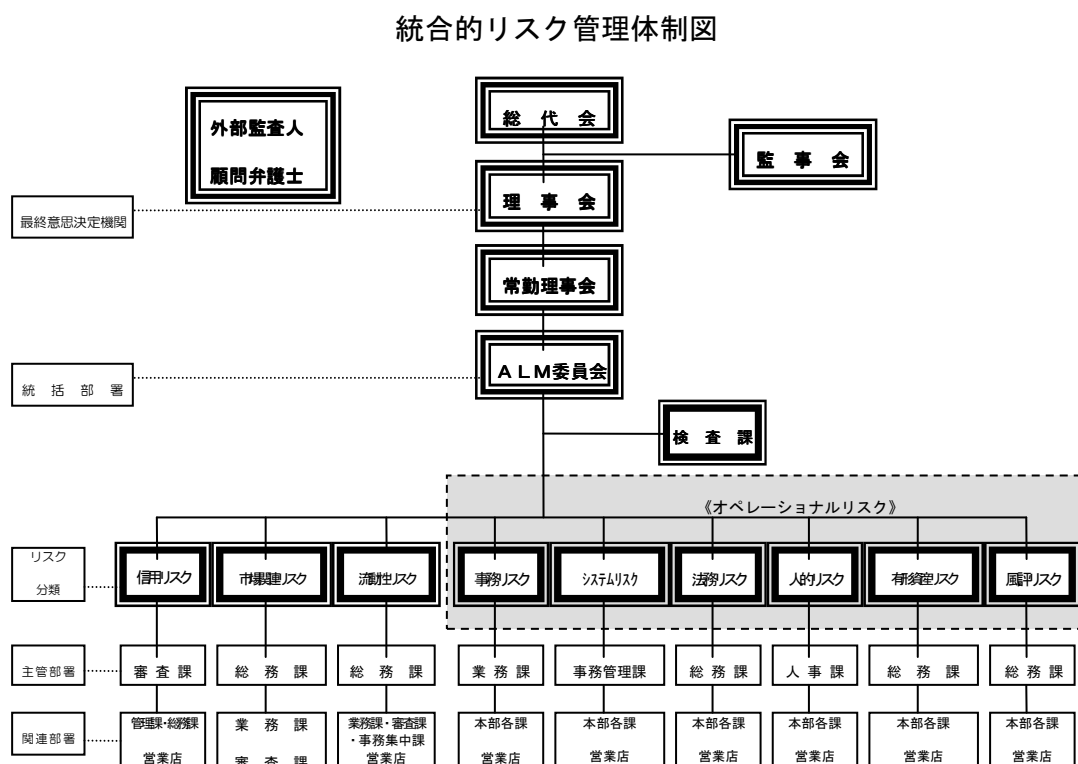 統合的リスク管理体制図
総代会
外部監査人
顧問弁護士
監事会
理事会
最終意思決定機関
常勤理事会
ALM委員会
統括部署
検査課
《オペレーショナルリスク》
リスク
分類
信用リスク
市場関連リスク
流動性リスク
事務リスク
システムリスク
法務リスク
人的リスク
有形資産リスク
風評リスク
主管部署
審査課
総務課
総務課
業務課
事務管理課
総務課
人事課
総務課
総務課
関連部署
管理課・総務課
営業店
業務課
審査課
業務課・審査課
・事務集中課
営業店
本部各課
営業店
本部各課
営業店
本部各課
営業店
本部各課
営業店
本部各課
営業店
本部各課
営業店